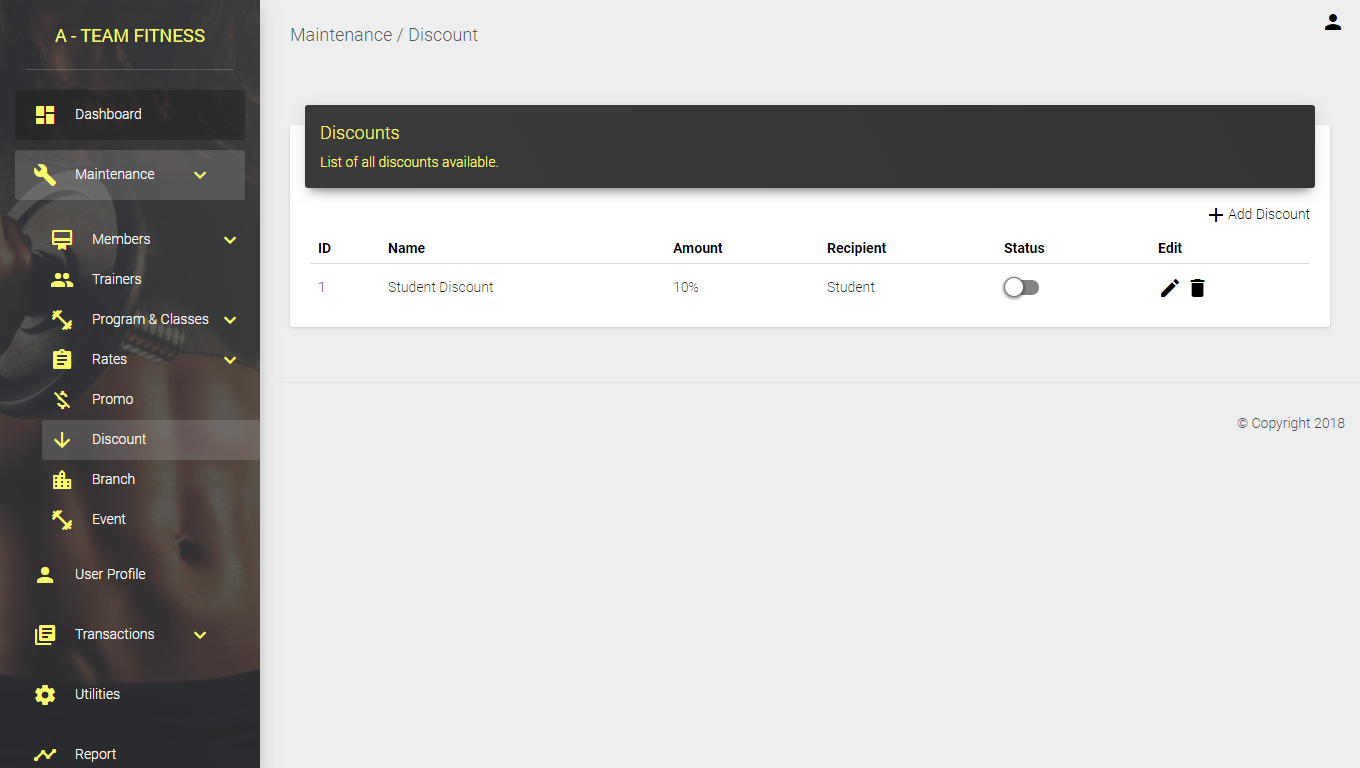 A - TEAM FITNESS
Dashboard
Maintenance
Members
Trainers
Program & Classes
Rates
Promo
Discount
Branch
Event
User Profile
Transactions
Utilities
Report
Maintenance / Discount
Discounts
List of all discounts available.
Add Discount
ID Name Amount Recipient Status Edit
1 Student Discount 10% Student
© Copyright 2018